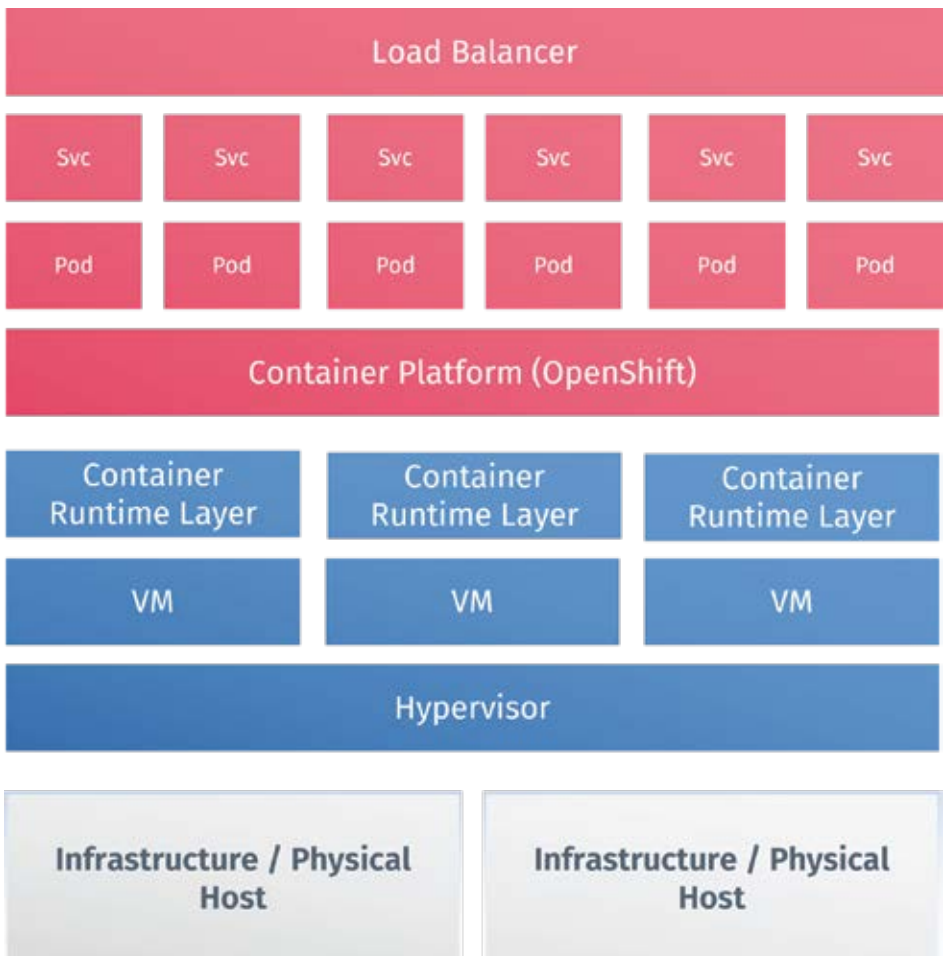 Load Balancer
Svc
Svc
Svc
Svc
Svc
Svc
Pod
Pod
Pod
Pod
Pod
Pod
Container Platform (OpenShift)
Container
Runtime Layer
Container
Runtime Layer
Container
Runtime Layer
VM
VM
VM
Hypervisor
Infrastructure / Physical
Host
Infrastructure / Physical
Host